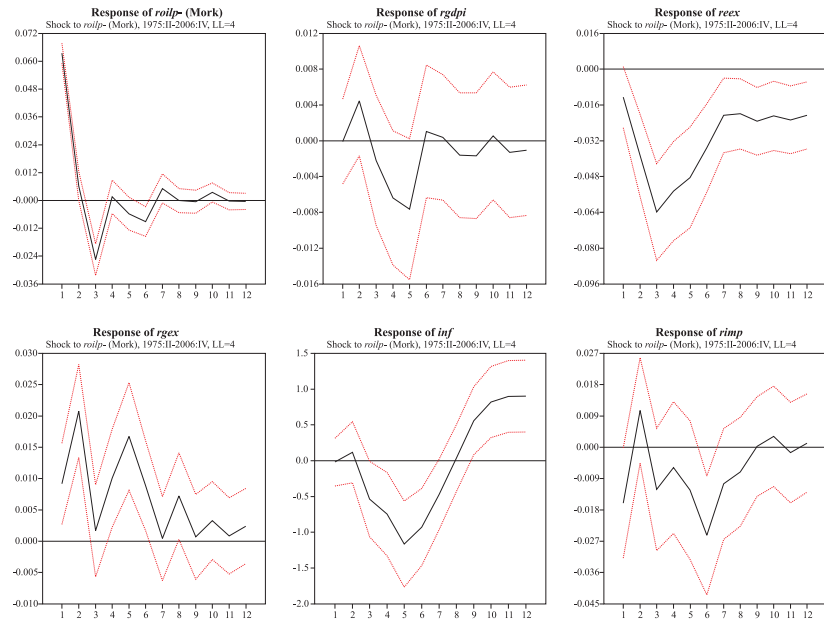 Response of roilp- (Mork)
Shock to roilp- (Mork), 1975:II-2006:IV, LL=4
0.072
0.060
0.048
0.036
0.024
0.012
-0.000
-0.012
-0.024
-0.036
1 2 3 4 5 6 7 8 9 10 11 12
Response of rgdpi
Shock to roilp- (Mork), 1975:II-2006:IV, LL=4
0.012
0.008
0.004
0.000
-0.004
-0.008
-0.012
-0.016
1 2 3 4 5 6 7 8 9 10 11 12
Response of reex
Shock to roilp- (Mork), 1975:II-2006:IV, LL=4
0.016
0.000
-0.016
-0.032
-0.048
-0.064
-0.080
-0.096
1 2 3 4 5 6 7 8 9 10 11 12
Response of rgex
Shock to roilp- (Mork), 1975:II-2006:IV, LL=4
0.030
0.025
0.020
0.015
0.010
0.005
0.000
-0.005
-0.010
1 2 3 4 5 6 7 8 9 10 11 12
Response of inf
Shock to roilp- (Mork), 1975:II-2006:IV, LL=4
1.5
1.0
0.5
0.0
-0.5
-1.0
-1.5
-2.0
1 2 3 4 5 6 7 8 9 10 11 12
Response of rimp
Shock to roilp- (Mork), 1975:II-2006:IV, LL=4
0.027
0.018
0.009
-0.000
-0.009
-0.018
-0.027
-0.036
-0.045
1 2 3 4 5 6 7 8 9 10 11 12